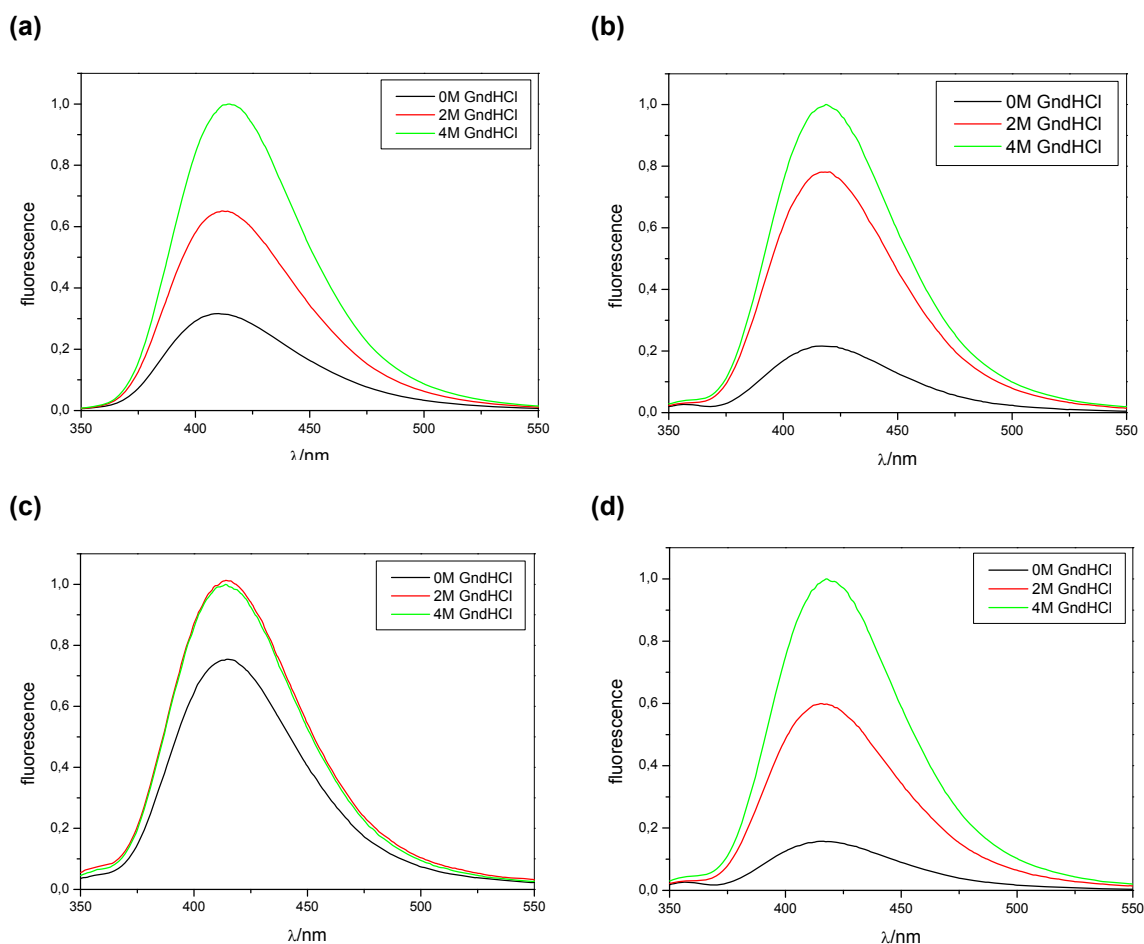 (a)
fluorescence
1,0
0,8
0,6
0,4
0,2
0,0
350
400
450
500
550
λ/nm
0M GndHCl
2M GndHCl
4M GndHCl
(b)
fluorescence
1,0
0,8
0,6
0,4
0,2
0,0
350
400
450
500
550
λ/nm
0M GndHCl
2M GndHCl
4M GndHCl
(c)
fluorescence
1,0
0,8
0,6
0,4
0,2
0,0
350
400
450
500
550
λ/nm
0M GndHCl
2M GndHCl
4M GndHCl
(d)
fluorescence
1,0
0,8
0,6
0,4
0,2
0,0
350
400
450
500
550
λ/nm
0M GndHCl
2M GndHCl
4M GndHCl